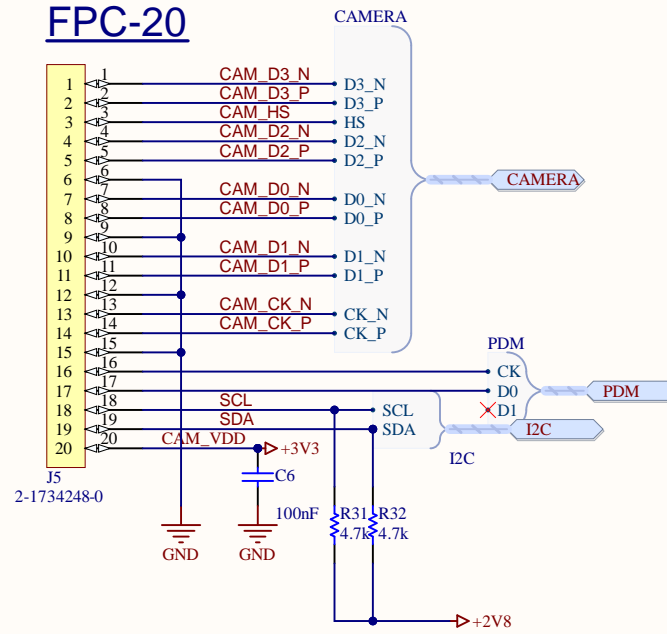 FPC-20
CAMERA
1 1 CAM_D3_N D3_N
2 2 CAM_D3_P D3_P
3 3 CAM_HS HS
4 4 CAM_D2_N D2_N
5 5 CAM_D2_P D2_P
6 6
CAMERA
7 7 CAM_D0_N D0_N
8 8 CAM_D0_P D0_P
9 9
10 10 CAM_D1_N D1_N
11 11 CAM_D1_P D1_P
12 12
13 13 CAM_CK_N CK_N
14 14 CAM_CK_P CK_P
15 15
PDM
16 16 CK
17 17 D0
PDM
18 18 SCL SCL D1
19 19 SDA SDA I2C
20 20 CAM_VDD +3V3
I2C
J5
2-1734248-0
C6
100nF
R31 R32
4.7k 4.7k
GND GND
+2V8